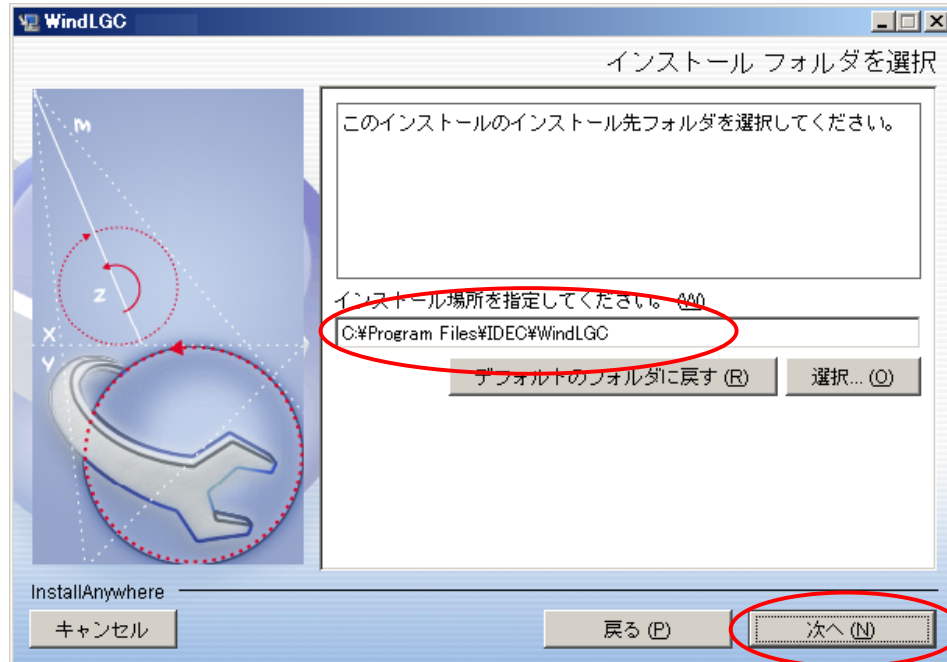 WindLGC
インストール フォルダを選択
M
Z
X
Y
このインストールのインストール先フォルダを選択してください。
インストール場所を指定してください。 (W)
C:¥Program Files¥IDEC¥WindLGC
デフォルトのフォルダに戻す (R)
選択... (O)
InstallAnywhere
キャンセル
戻る (P)
次へ (N)